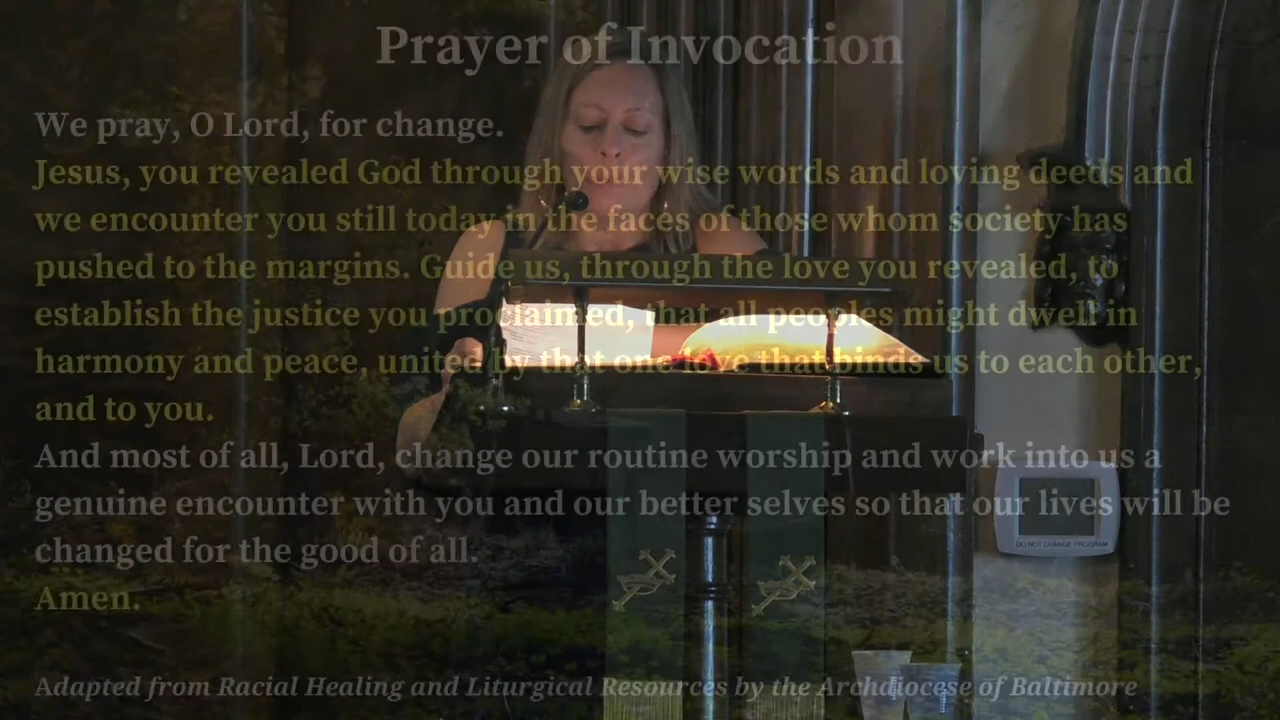 Prayer of Invocation
We pray, O Lord, for change.
Jesus, you revealed God through your wise words and loving deeds and
we encounter you still today in the faces of those whom society has
pushed to the margins. Guide us, through the love you revealed, to
establish the justice you proclaimed, that all peoples might dwell in
harmony and peace, united by that one love that binds us to each other,
and to you.
And most of all, Lord, change our routine worship and work into us a
genuine encounter with you and our better selves so that our lives will be
changed for the good of all.
Amen.
DO NOT CHANGE PROGRAM
Adapted from Racial Healing and Liturgical Resources by the Archdiocese of Baltimore